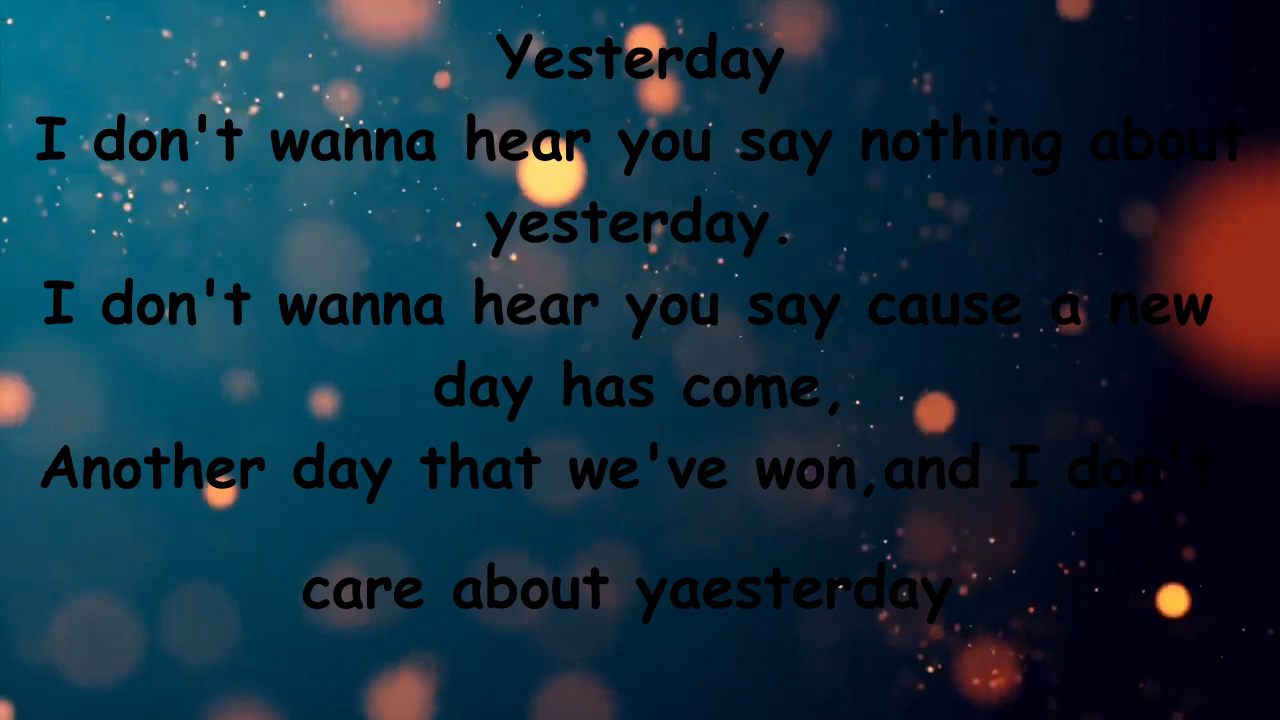 Yesterday
I don't wanna hear you say nothing about
yesterday.
I don't wanna hear you say cause a new
day has come,
Another day that we've won,and I don't
care about yaesterday